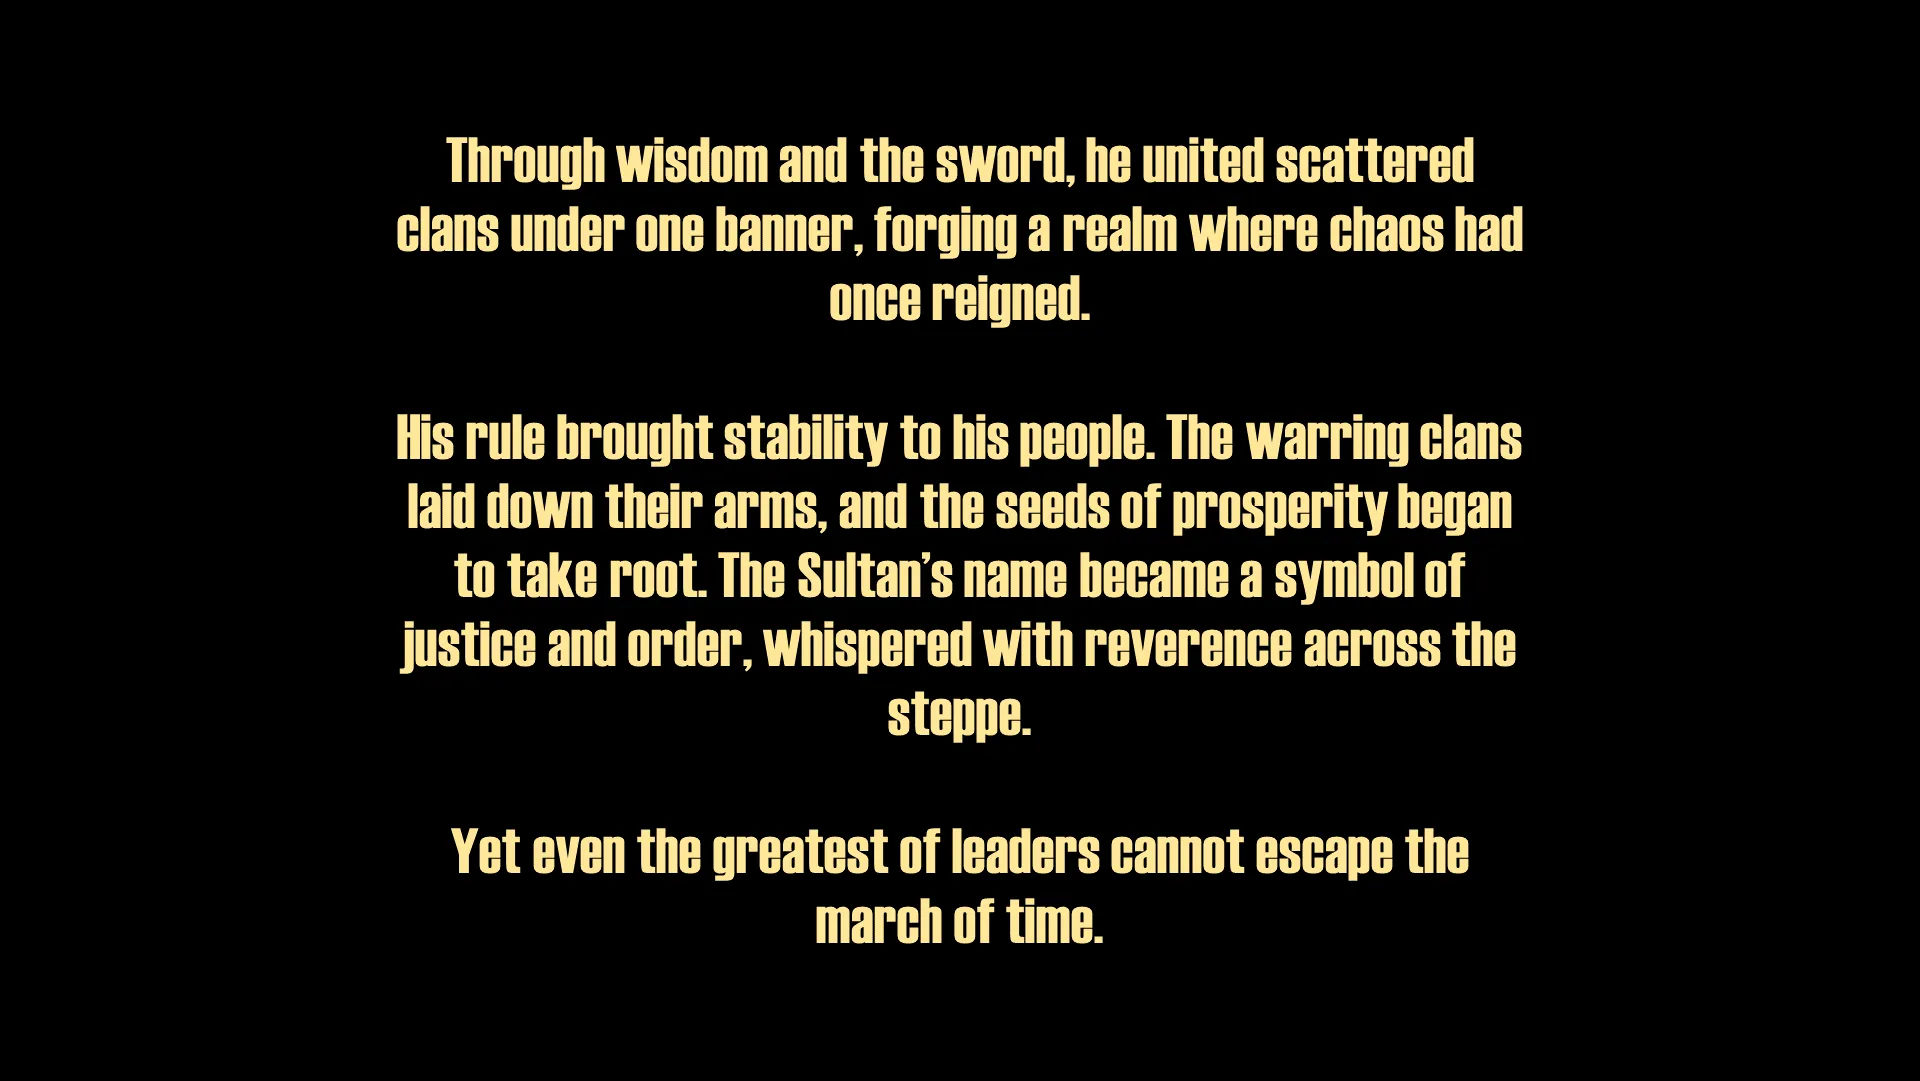 Through wisdom and the sword, he united scattered
clans under one banner, forging a realm where chaos had
once reigned.
His rule brought stability to his people. The warring clans
laid down their arms, and the seeds of prosperity began
to take root. The Sultan’s name became a symbol of
justice and order, whispered with reverence across the
steppe.
Yet even the greatest of leaders cannot escape the
march of time.